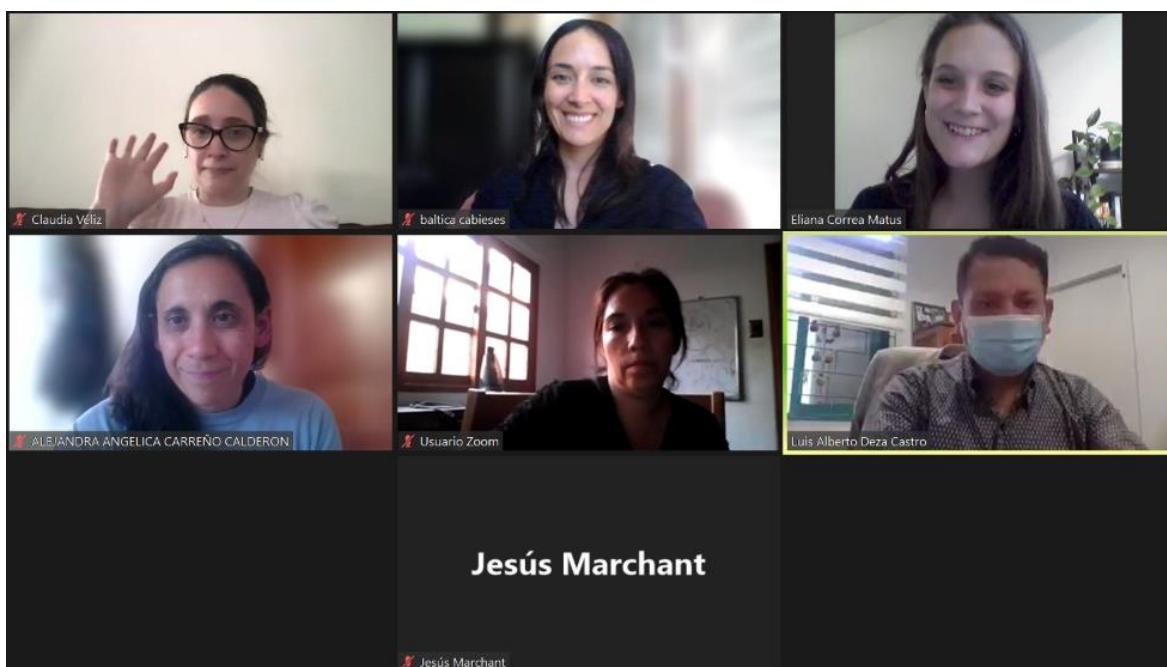 Claudia Véliz
baltica cabieses
Eliana Correa Matus
ALEJANDRA ANGELICA CARREÑO CALDERON
Usuario Zoom
Luis Alberto Deza Castro
Jesús Marchant
Jesús Marchant